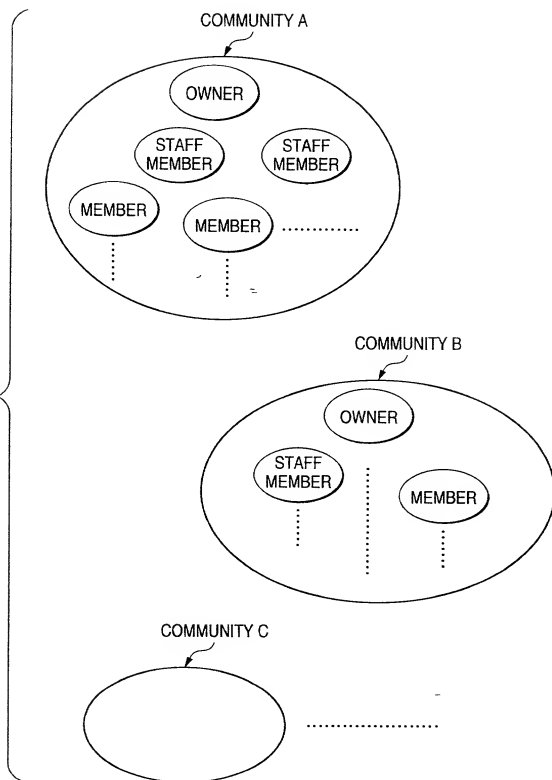 COMMUNITY A
OWNER
STAFF
MEMBER
STAFF
MEMBER
MEMBER
MEMBER
COMMUNITY B
OWNER
STAFF
MEMBER
MEMBER
COMMUNITY C